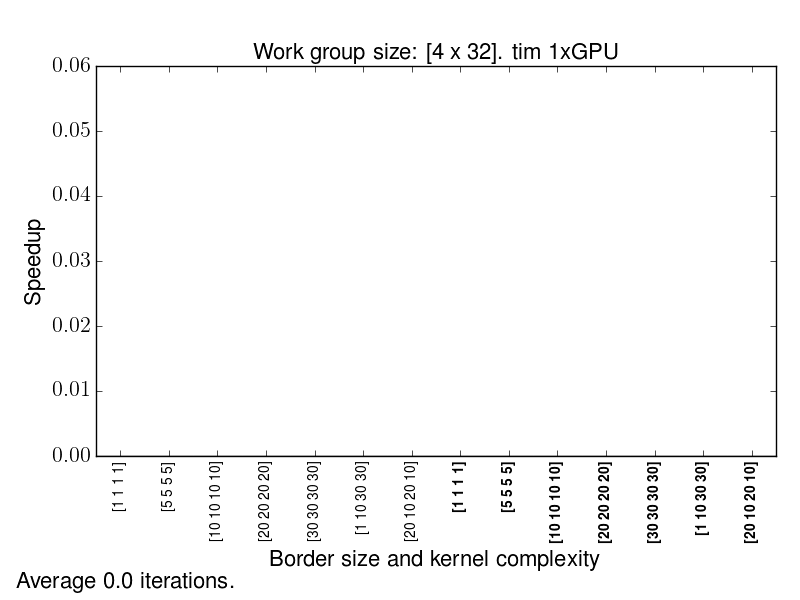 Work group size: [4 x 32]. tim 1xGPU
0.06
0.05
0.04
0.03
0.02
0.01
0.00
Speedup
[1 1 1 1]
[5 5 5 5]
[10 10 10 10]
[20 20 20 20]
[30 30 30 30]
[1 10 30 30]
[20 10 20 10]
[1 1 1 1]
[5 5 5 5]
[10 10 10 10]
[20 20 20 20]
[30 30 30 30]
[1 10 30 30]
[20 10 20 10]
Border size and kernel complexity
Average 0.0 iterations.